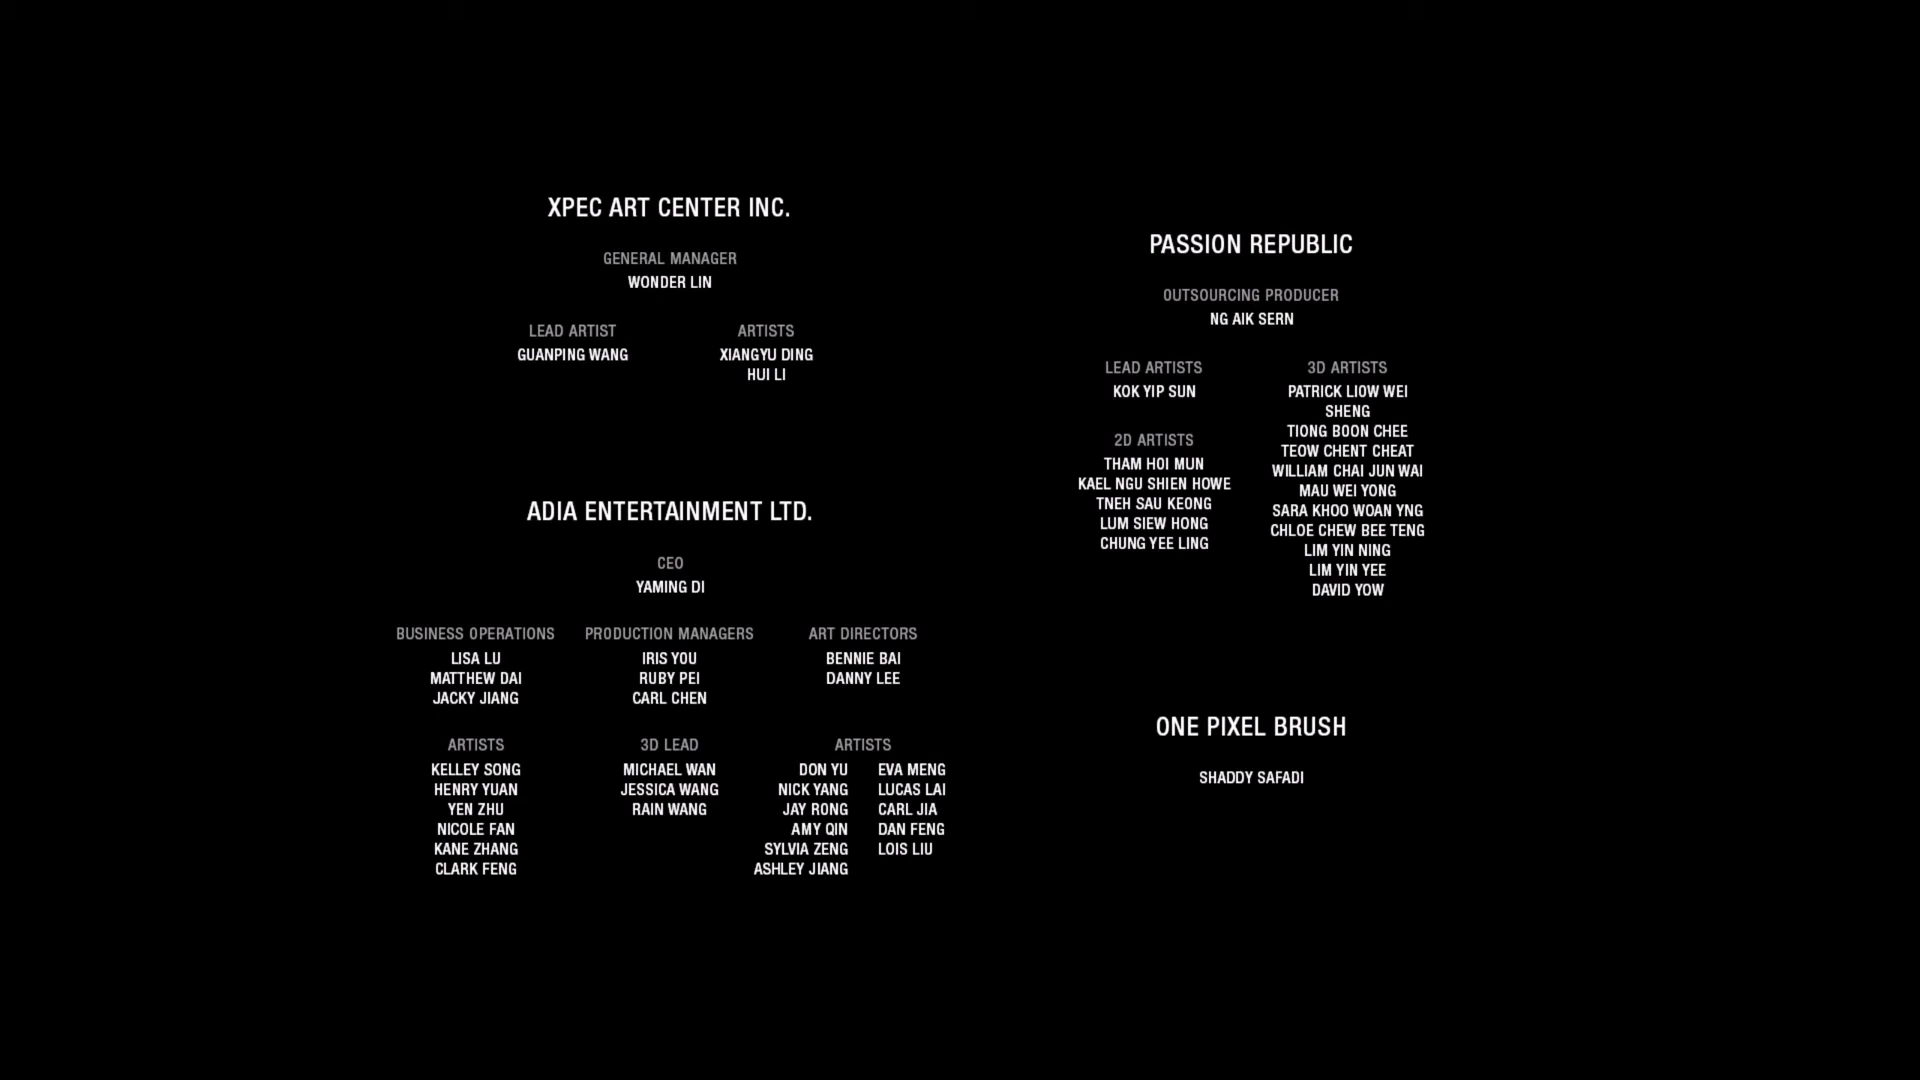 XPEC ART CENTER INC.
GENERAL MANAGER
WONDER LIN
LEAD ARTIST
GUANPING WANG
ARTISTS
XIANGYU DING
HUI LI
ADIA ENTERTAINMENT LTD.
CEO
YAMING DI
BUSINESS OPERATIONS
LISA LU
MATTHEW DAI
JACKY JIANG
PRODUCTION MANAGERS
IRIS YOU
RUBY PEI
CARL CHEN
ART DIRECTORS
BENNIE BAI
DANNY LEE
ARTISTS
KELLEY SONG
HENRY YUAN
YEN ZHU
NICOLE FAN
KANE ZHANG
CLARK FENG
3D LEAD
MICHAEL WAN
JESSICA WANG
RAIN WANG
ARTISTS
DON YU
NICK YANG
JAY RONG
AMY QIN
SYLVIA ZENG
ASHLEY JIANG
EVA MENG
LUCAS LAI
CARL JIA
DAN FENG
LOIS LIU
PASSION REPUBLIC
OUTSOURCING PRODUCER
NG AIK SERN
LEAD ARTISTS
KOK YIP SUN
2D ARTISTS
THAM HOI MUN
KAEL NGU SHIEN HOWE
TNEH SAU KEONG
LUM SIEW HONG
CHUNG YEE LING
3D ARTISTS
PATRICK LIOW WEI
SHENG
TIONG BOON CHEE
TEOW CHENT CHEAT
WILLIAM CHAI JUN WAI
MAU WEI YONG
SARA KHOO WOAN YNG
CHLOE CHEW BEE TENG
LIM YIN NING
LIM YIN YEE
DAVID YOW
ONE PIXEL BRUSH
SHADDY SAFADI